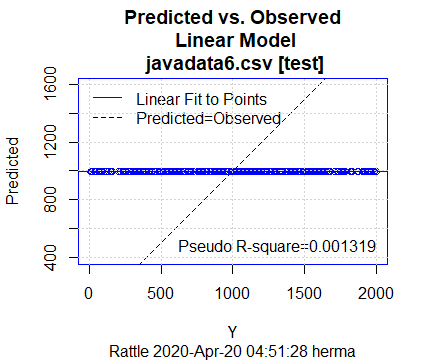 Predicted vs. Observed
Linear Model
javadata6.csv [test]
Linear Fit to Points
Predicted=Observed
Predicted
400
800
1200
1600
Pseudo R-square=0.001319
0
500
1000
1500
2000
Y
Rattle 2020-Apr-20 04:51:28 herma